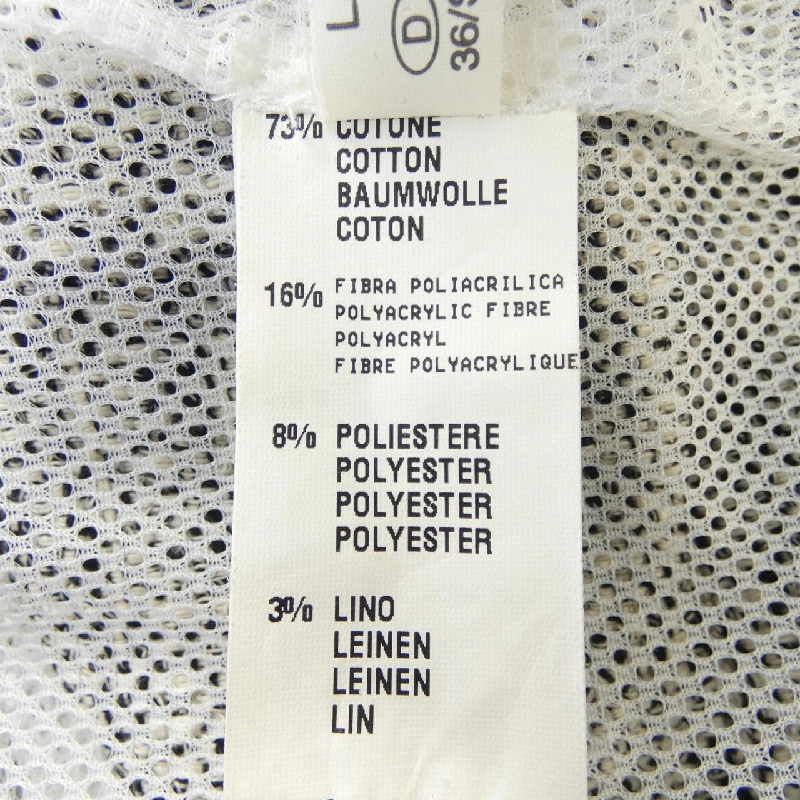 L
D
36/
73% COTONE
COTTON
BAUMWOLLE
COTON
16% FIBRA POLIACRILICA
POLYACRYLIC FIBRE
POLYACRYL
FIBRE POLYACRYLIQUE
8% POLIESTERE
POLYESTER
POLYESTER
POLYESTER
3% LINO
LEINEN
LEINEN
LIN